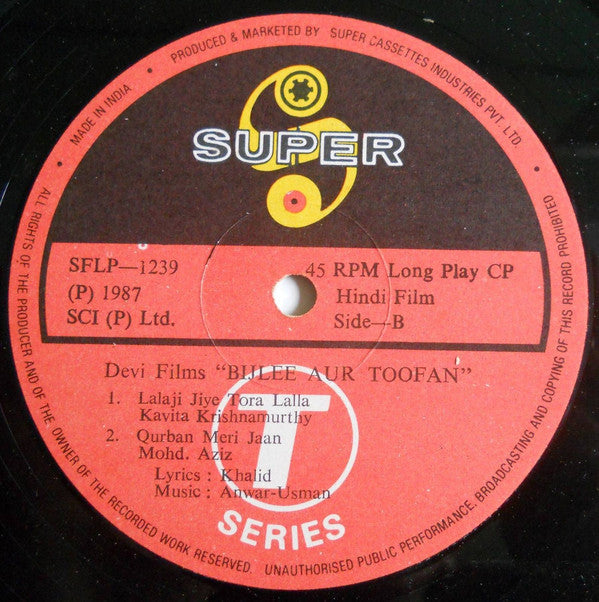 PRODUCED & MARKETED BY SUPER CASSETTES INDUSTRIES PVT. LTD.
• MADE IN INDIA •
SUPER
SFLP—1239
(P) 1987
SCI (P) Ltd.
45 RPM Long Play CP
Hindi Film
Side—B
Devi Films "BIJLEE AUR TOOFAN"
1. Lalaji Jiye Tora Lalla
Kavita Krishnamurthy
2. Qurban Meri Jaan
Mohd. Aziz
Lyrics : Khalid
Music : Anwar-Usman
T
SERIES
ALL RIGHTS OF THE PRODUCER AND OF THE OWNER OF THE RECORDED WORK RESERVED. UNAUTHORISED PUBLIC PERFORMANCE, BROADCASTING AND COPYING OF THIS RECORD PROHIBITED •